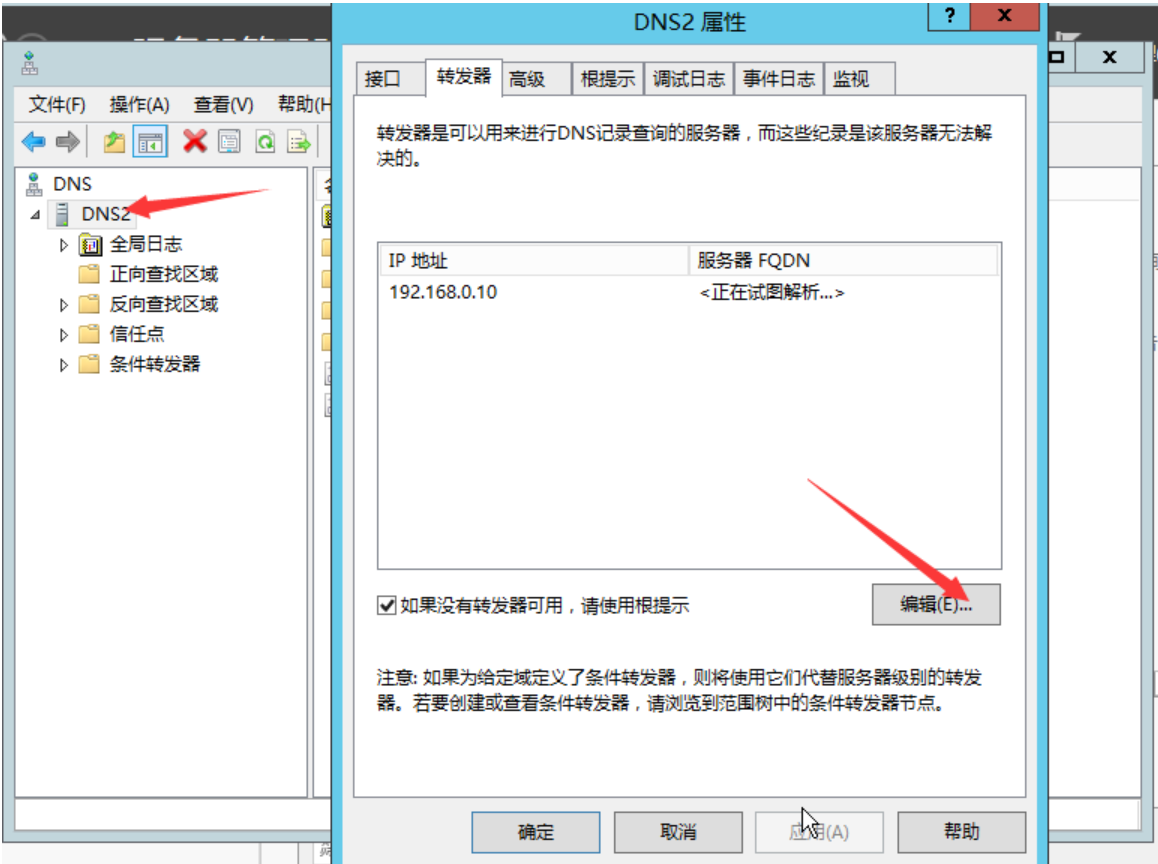 DNS2 属性
?
x
x
文件(F) 操作(A) 查看(V) 帮助(H
DNS
DNS2
全局日志
正向查找区域
反向查找区域
信任点
条件转发器
接口 转发器 高级 根提示 调试日志 事件日志 监视
转发器是可以用来进行DNS记录查询的服务器，而这些纪录是该服务器无法解
决的。
IP 地址 服务器 FQDN
192.168.0.10 <正在试图解析...>
如果没有转发器可用，请使用根提示
编辑(E)...
注意: 如果为给定域定义了条件转发器，则将使用它们代替服务器级别的转发
器。若要创建或查看条件转发器，请浏览到范围树中的条件转发器节点。
确定 取消 应用(A) 帮助